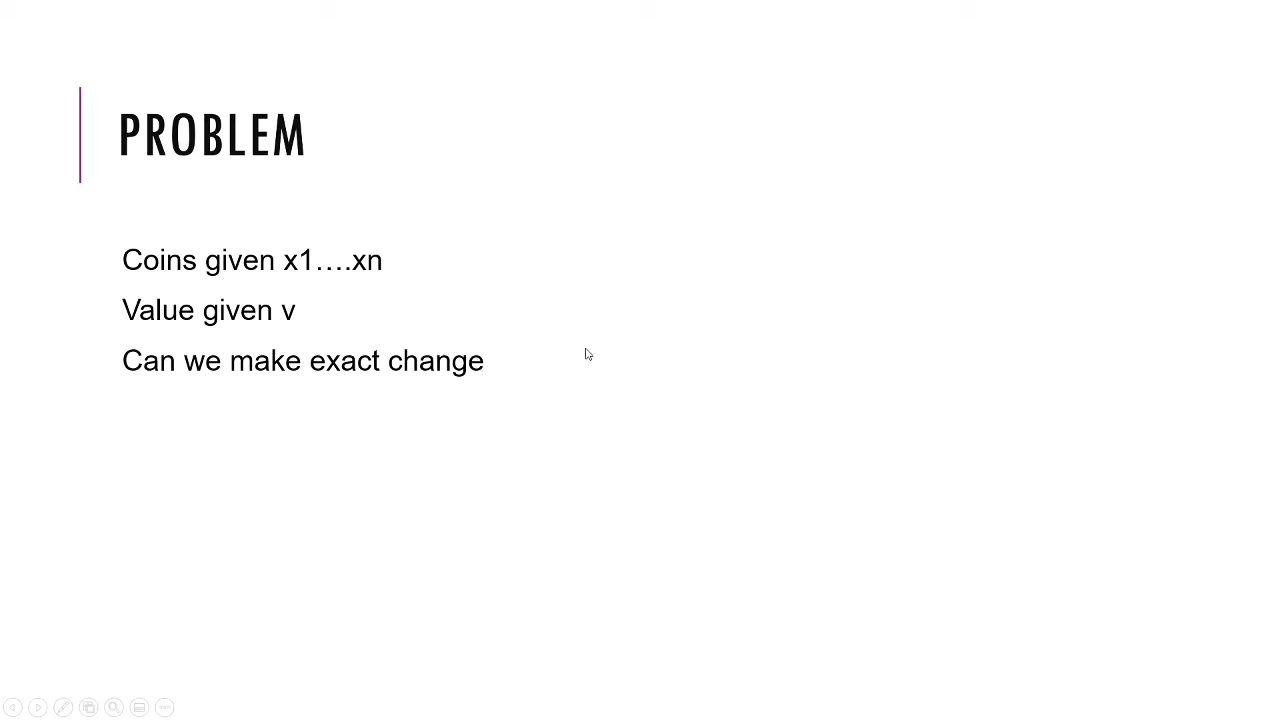 PROBLEM
Coins given x1….xn
Value given v
Can we make exact change